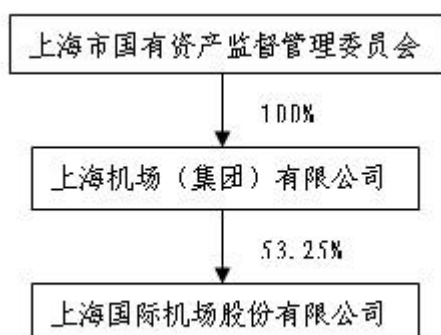 上海市国有资产监督管理委员会
100%
上海机场（集团）有限公司
53.25%
上海国际机场股份有限公司